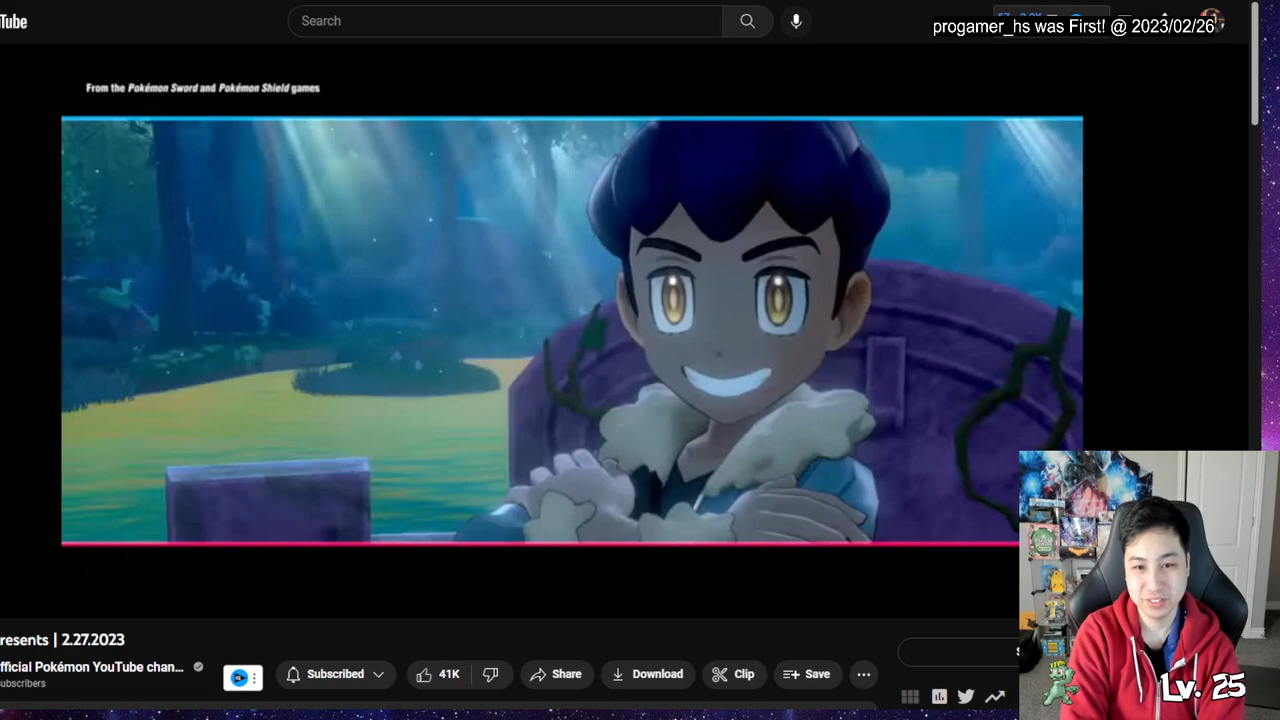 Tube
Search
progamer_hs was First! @ 2023/02/26
From the Pokémon Sword and Pokémon Shield games
resents | 2.27.2023
fficial Pokémon YouTube chan...
ubscribers
Subscribed
41K
Share
Download
Clip
Save
Lv. 25